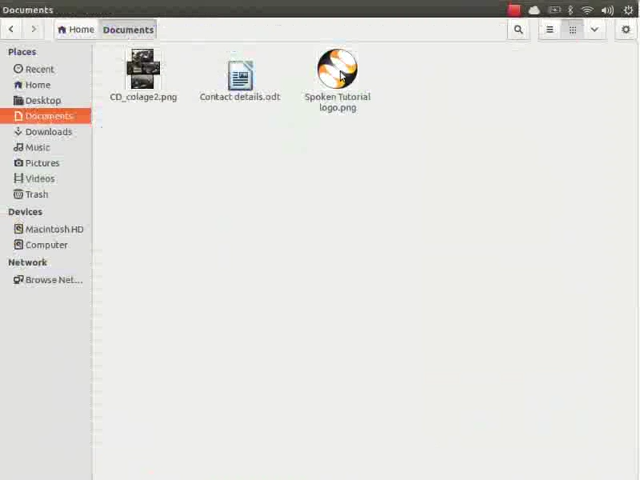 Documents
Home
Documents
Places
Recent
Home
Desktop
Documents
Downloads
Music
Pictures
Videos
Trash
Devices
Macintosh HD
Computer
Network
Browse Net...
CD_colage2.png
Contact details.odt
Spoken Tutorial
logo.png